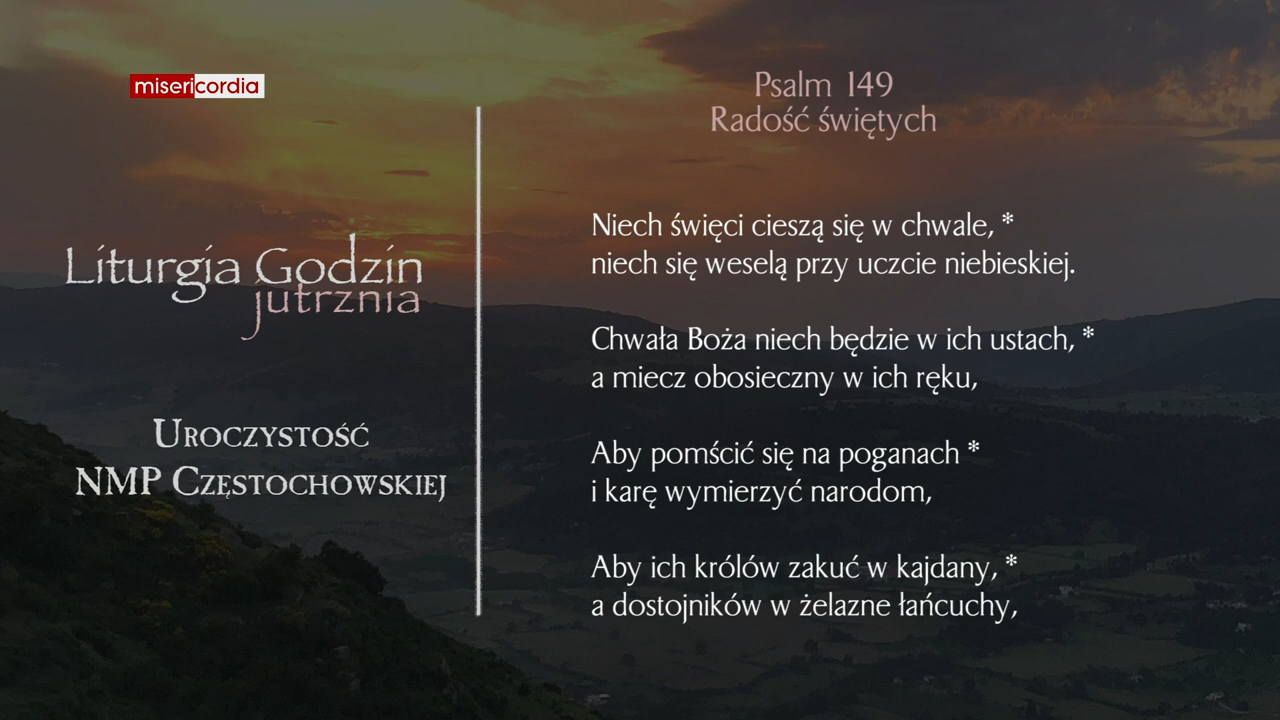 misericordia
Liturgia Godzin
jutrznia
Uroczystość
NMP Częstochowskiej
Psalm 149
Radość świętych
Niech święci cieszą się w chwale, *
niech się weselą przy uczcie niebieskiej.
Chwała Boża niech będzie w ich ustach, *
a miecz obosieczny w ich ręku,
Aby pomścić się na poganach *
i karę wymierzyć narodom,
Aby ich królów zakuć w kajdany, *
a dostojników w żelazne łańcuchy,